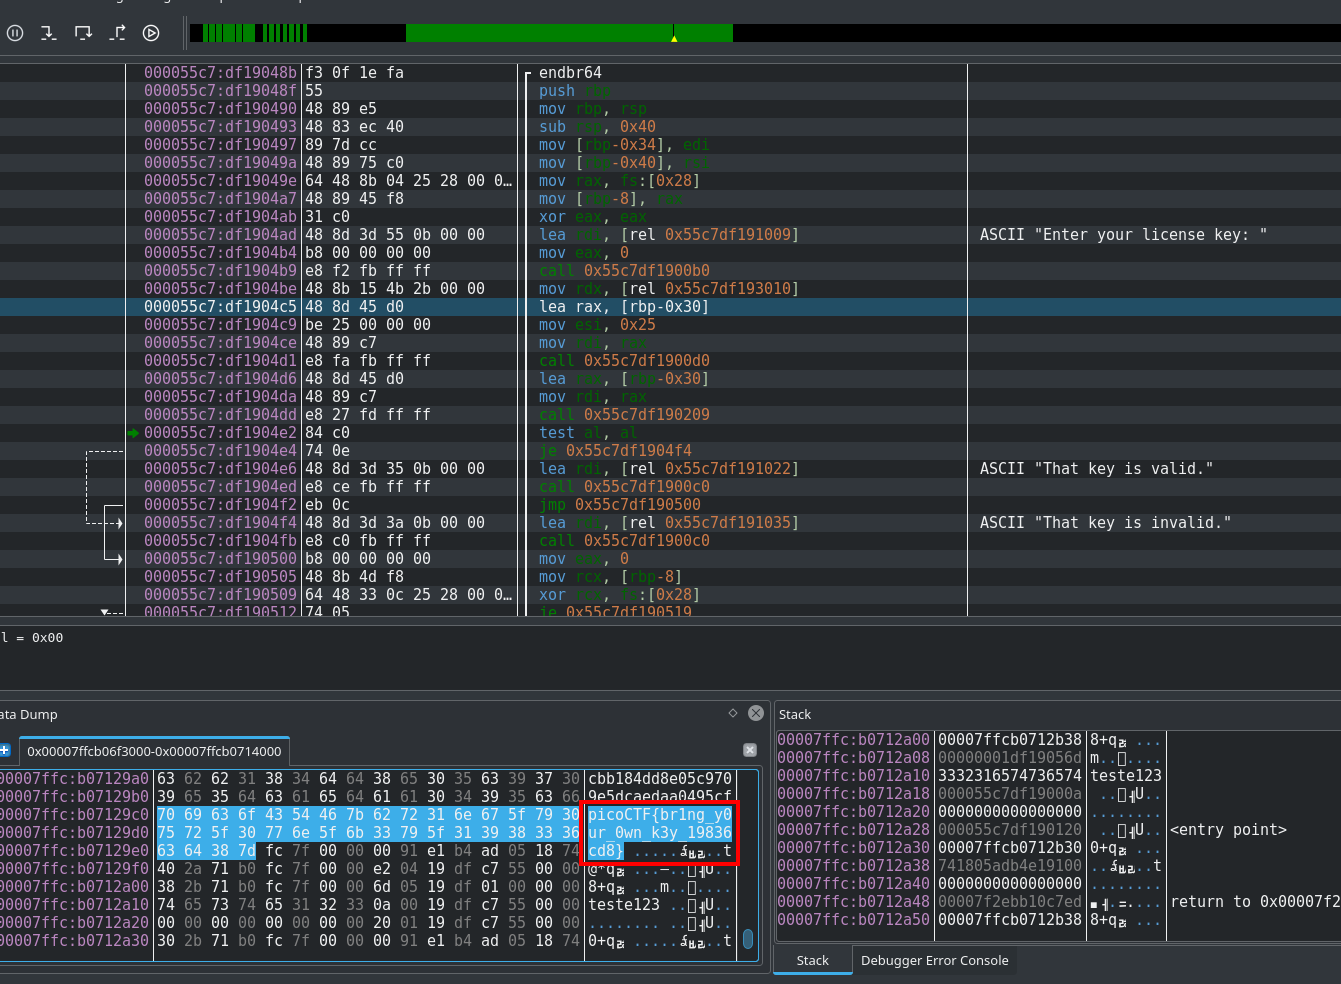 000055c7:df19048b f3 0f 1e fa endbr64
000055c7:df19048f 55 push rbp
000055c7:df190490 48 89 e5 mov rbp, rsp
000055c7:df190493 48 83 ec 40 sub rsp, 0x40
000055c7:df190497 89 7d cc mov [rbp-0x34], edi
000055c7:df19049a 48 89 75 c0 mov [rbp-0x40], rsi
000055c7:df19049e 64 48 8b 04 25 28 00 0… mov rax, fs:[0x28]
000055c7:df1904a7 48 89 45 f8 mov [rbp-8], rax
000055c7:df1904ab 31 c0 xor eax, eax
000055c7:df1904ad 48 8d 3d 55 0b 00 00 lea rdi, [rel 0x55c7df191009] ASCII "Enter your license key: "
000055c7:df1904b4 b8 00 00 00 00 mov eax, 0
000055c7:df1904b9 e8 f2 fb ff ff call 0x55c7df1900b0
000055c7:df1904be 48 8b 15 4b 2b 00 00 mov rdx, [rel 0x55c7df193010]
000055c7:df1904c5 48 8d 45 d0 lea rax, [rbp-0x30]
000055c7:df1904c9 be 25 00 00 00 mov esi, 0x25
000055c7:df1904ce 48 89 c7 mov rdi, rax
000055c7:df1904d1 e8 fa fb ff ff call 0x55c7df1900d0
000055c7:df1904d6 48 8d 45 d0 lea rax, [rbp-0x30]
000055c7:df1904da 48 89 c7 mov rdi, rax
000055c7:df1904dd e8 27 fd ff ff call 0x55c7df190209
000055c7:df1904e2 84 c0 test al, al
000055c7:df1904e4 74 0e je 0x55c7df1904f4
000055c7:df1904e6 48 8d 3d 35 0b 00 00 lea rdi, [rel 0x55c7df191022] ASCII "That key is valid."
000055c7:df1904ed e8 ce fb ff ff call 0x55c7df1900c0
000055c7:df1904f2 eb 0c jmp 0x55c7df190500
000055c7:df1904f4 48 8d 3d 3a 0b 00 00 lea rdi, [rel 0x55c7df191035] ASCII "That key is invalid."
000055c7:df1904fb e8 c0 fb ff ff call 0x55c7df1900c0
000055c7:df190500 b8 00 00 00 00 mov eax, 0
000055c7:df190505 48 8b 4d f8 mov rcx, [rbp-8]
000055c7:df190509 64 48 33 0c 25 28 00 0… xor rcx, fs:[0x28]
000055c7:df190512 74 05 je 0x55c7df190519
l = 0x00
ata Dump
0x00007ffcb06f3000-0x00007ffcb0714000
00007ffc:b07129a0 63 62 62 31 38 34 64 64 38 65 30 35 63 39 37 30 cbb184dd8e05c970
00007ffc:b07129b0 39 65 35 64 63 61 65 64 61 61 30 34 39 35 63 66 9e5dcaedaa0495cf
00007ffc:b07129c0 70 69 63 6f 43 54 46 7b 62 72 31 6e 67 5f 79 30 picoCTF{br1ng_y0
00007ffc:b07129d0 75 72 5f 30 77 6e 5f 6b 33 79 5f 31 39 38 33 36 ur_0wn_k3y_19836
00007ffc:b07129e0 63 64 38 7d fc 7f 00 00 00 91 e1 b4 ad 05 18 74 cd8}
00007ffc:b07129f0 40 2a 71 b0 fc 7f 00 00 e2 04 19 df c7 55 00 00
00007ffc:b0712a00 38 2b 71 b0 fc 7f 00 00 6d 05 19 df 01 00 00 00
00007ffc:b0712a10 74 65 73 74 65 31 32 33 0a 00 19 df c7 55 00 00 teste123
00007ffc:b0712a20 00 00 00 00 00 00 00 00 20 01 19 df c7 55 00 00
00007ffc:b0712a30 30 2b 71 b0 fc 7f 00 00 00 91 e1 b4 ad 05 18 74
Stack
00007ffc:b0712a00 00007ffcb0712b38
00007ffc:b0712a08 00000001df19056d
00007ffc:b0712a10 3332316574736574 teste123
00007ffc:b0712a18 000055c7df19000a
00007ffc:b0712a20 0000000000000000 ........
00007ffc:b0712a28 000055c7df190120 <entry point>
00007ffc:b0712a30 00007ffcb0712b30
00007ffc:b0712a38 741805adb4e19100
00007ffc:b0712a40 0000000000000000 ........
00007ffc:b0712a48 00007f2ebb10c7ed return to 0x00007f2
00007ffc:b0712a50 00007ffcb0712b38
Stack
Debugger Error Console